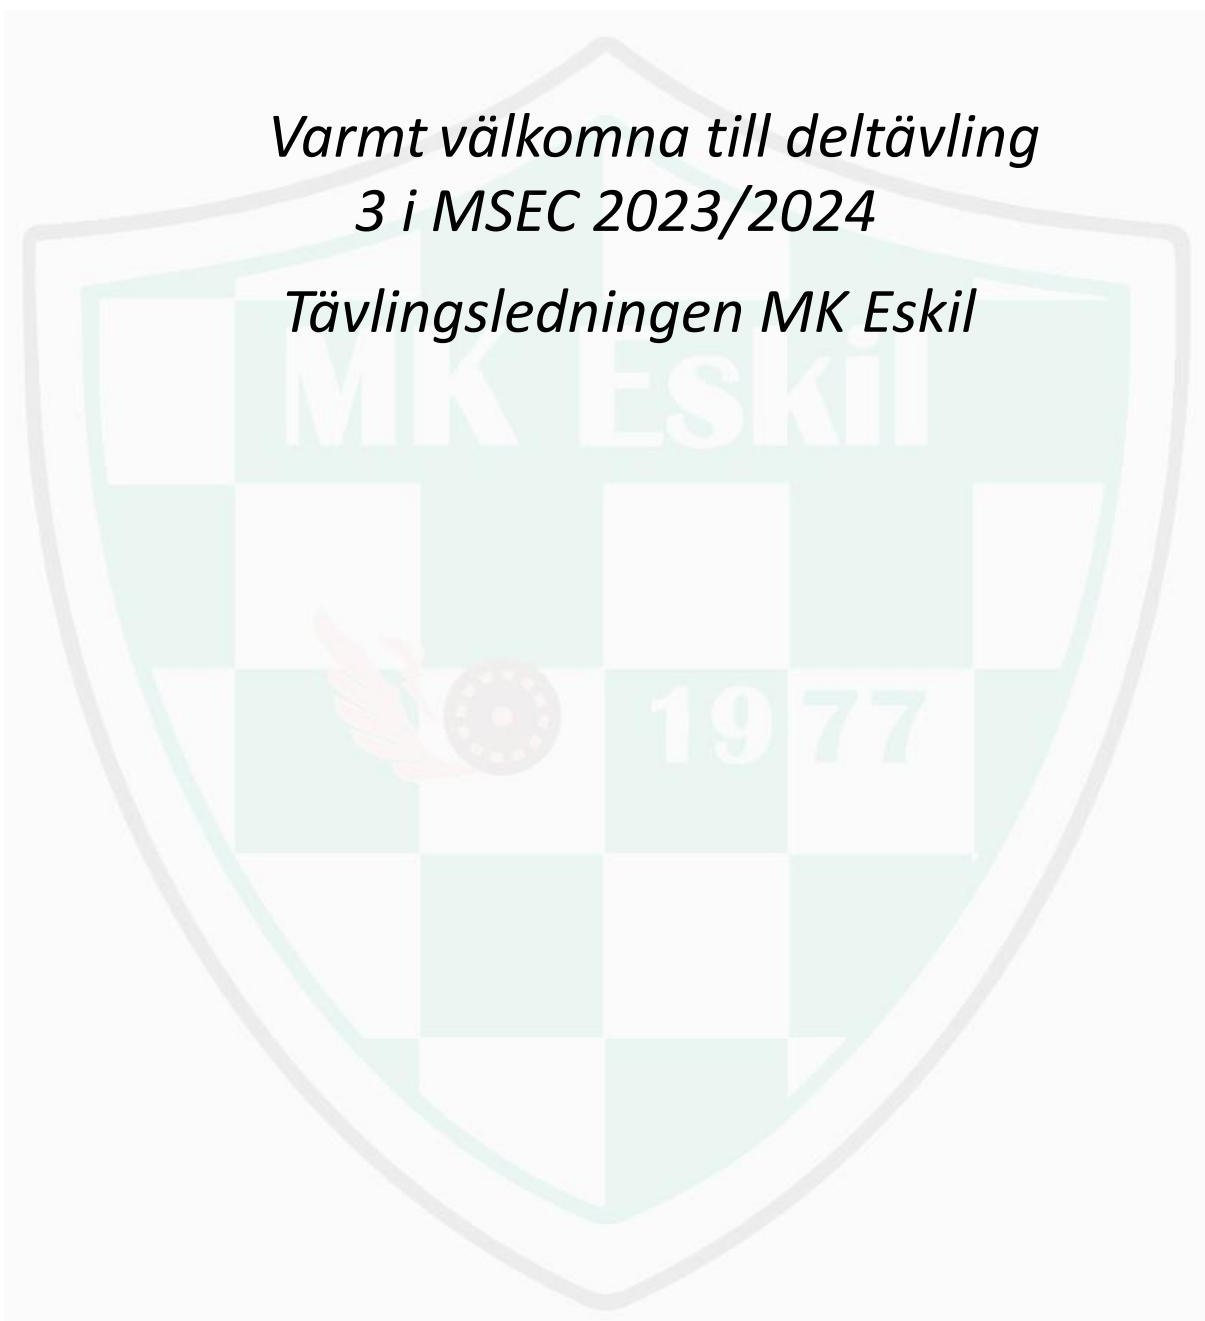 Varmt välkomna till deltävling
3 i MSEC 2023/2024
Tävlingsledningen MK Eskil
MK Eskil
1977